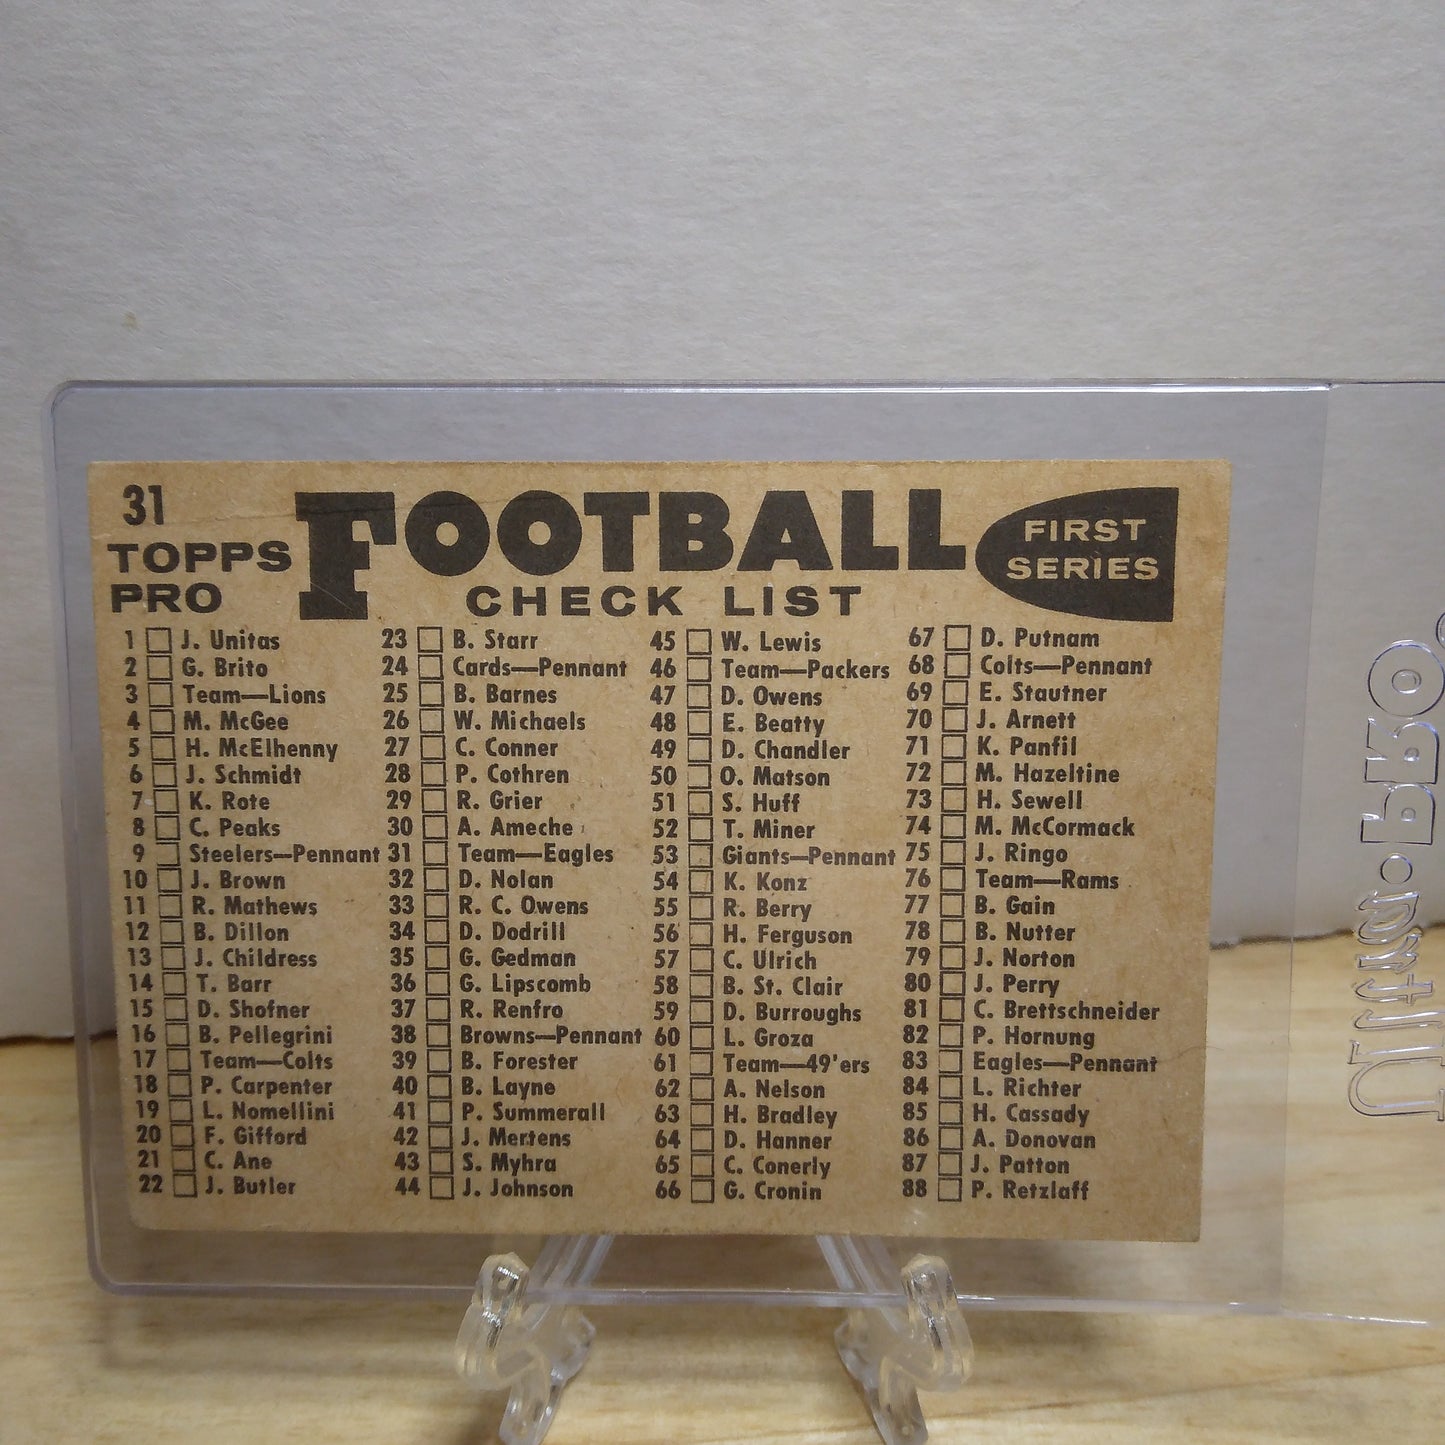 31
TOPPS
PRO
FOOTBALL
CHECK LIST
FIRST
SERIES
1 J. Unitas
2 G. Brito
3 Team—Lions
4 M. McGee
5 H. McElhenny
6 J. Schmidt
7 K. Rote
8 C. Peaks
9 Steelers—Pennant
10 J. Brown
11 R. Mathews
12 B. Dillon
13 J. Childress
14 T. Barr
15 D. Shofner
16 B. Pellegrini
17 Team—Colts
18 P. Carpenter
19 L. Nomellini
20 F. Gifford
21 C. Ane
22 J. Butler
23 B. Starr
24 Cards—Pennant
25 B. Barnes
26 W. Michaels
27 C. Conner
28 P. Cothren
29 R. Grier
30 A. Ameche
31 Team—Eagles
32 D. Nolan
33 R. C. Owens
34 D. Dodrill
35 G. Gedman
36 G. Lipscomb
37 R. Renfro
38 Browns—Pennant
39 B. Forester
40 B. Layne
41 P. Summerall
42 J. Mertens
43 S. Myhra
44 J. Johnson
45 W. Lewis
46 Team—Packers
47 D. Owens
48 E. Beatty
49 D. Chandler
50 O. Matson
51 S. Huff
52 T. Miner
53 Giants—Pennant
54 K. Konz
55 R. Berry
56 H. Ferguson
57 C. Ulrich
58 B. St. Clair
59 D. Burroughs
60 L. Groza
61 Team—49'ers
62 A. Nelson
63 H. Bradley
64 D. Hanner
65 C. Conerly
66 G. Cronin
67 D. Putnam
68 Colts—Pennant
69 E. Stautner
70 J. Arnett
71 K. Panfil
72 M. Hazeltine
73 H. Sewell
74 M. McCormack
75 J. Ringo
76 Team—Rams
77 B. Gain
78 B. Nutter
79 J. Norton
80 J. Perry
81 C. Brettschneider
82 P. Hornung
83 Eagles—Pennant
84 L. Richter
85 H. Cassady
86 A. Donovan
87 J. Patton
88 P. Retzlaff
Ultra•PRO